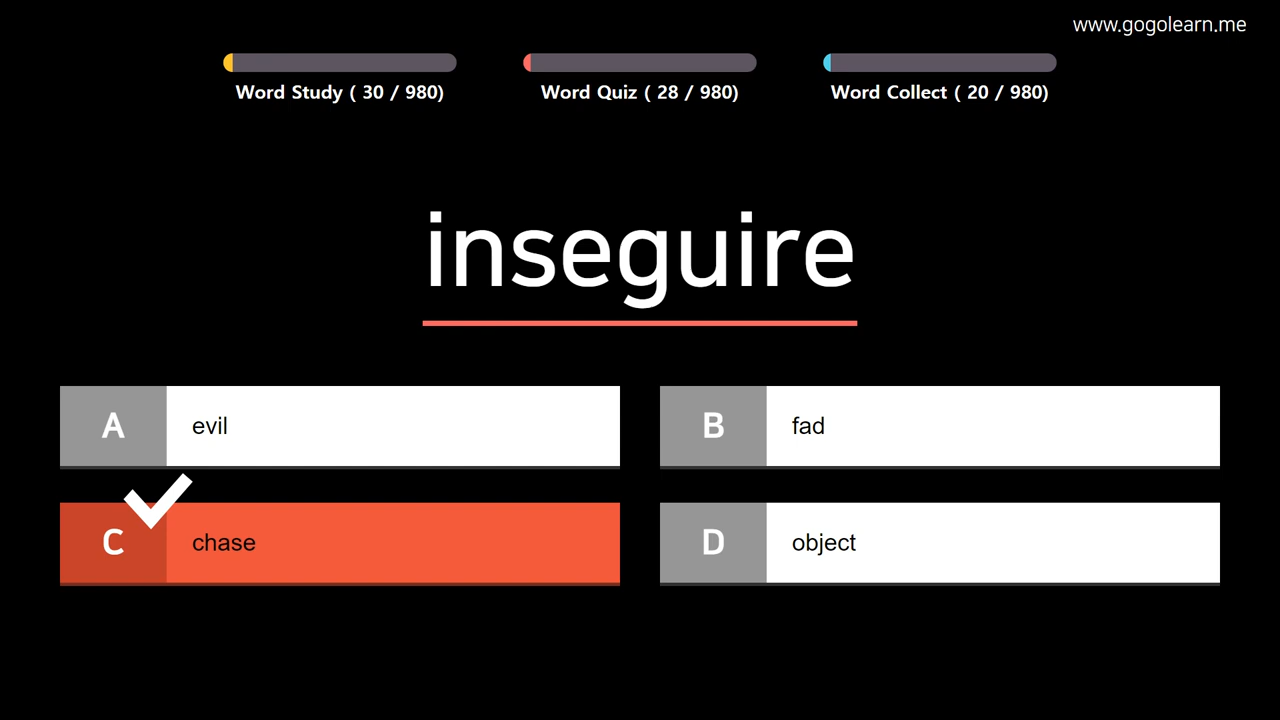 www.gogolearn.me
Word Study ( 30 / 980)
Word Quiz ( 28 / 980)
Word Collect ( 20 / 980)
inseguire
A evil
B fad
C chase
D object